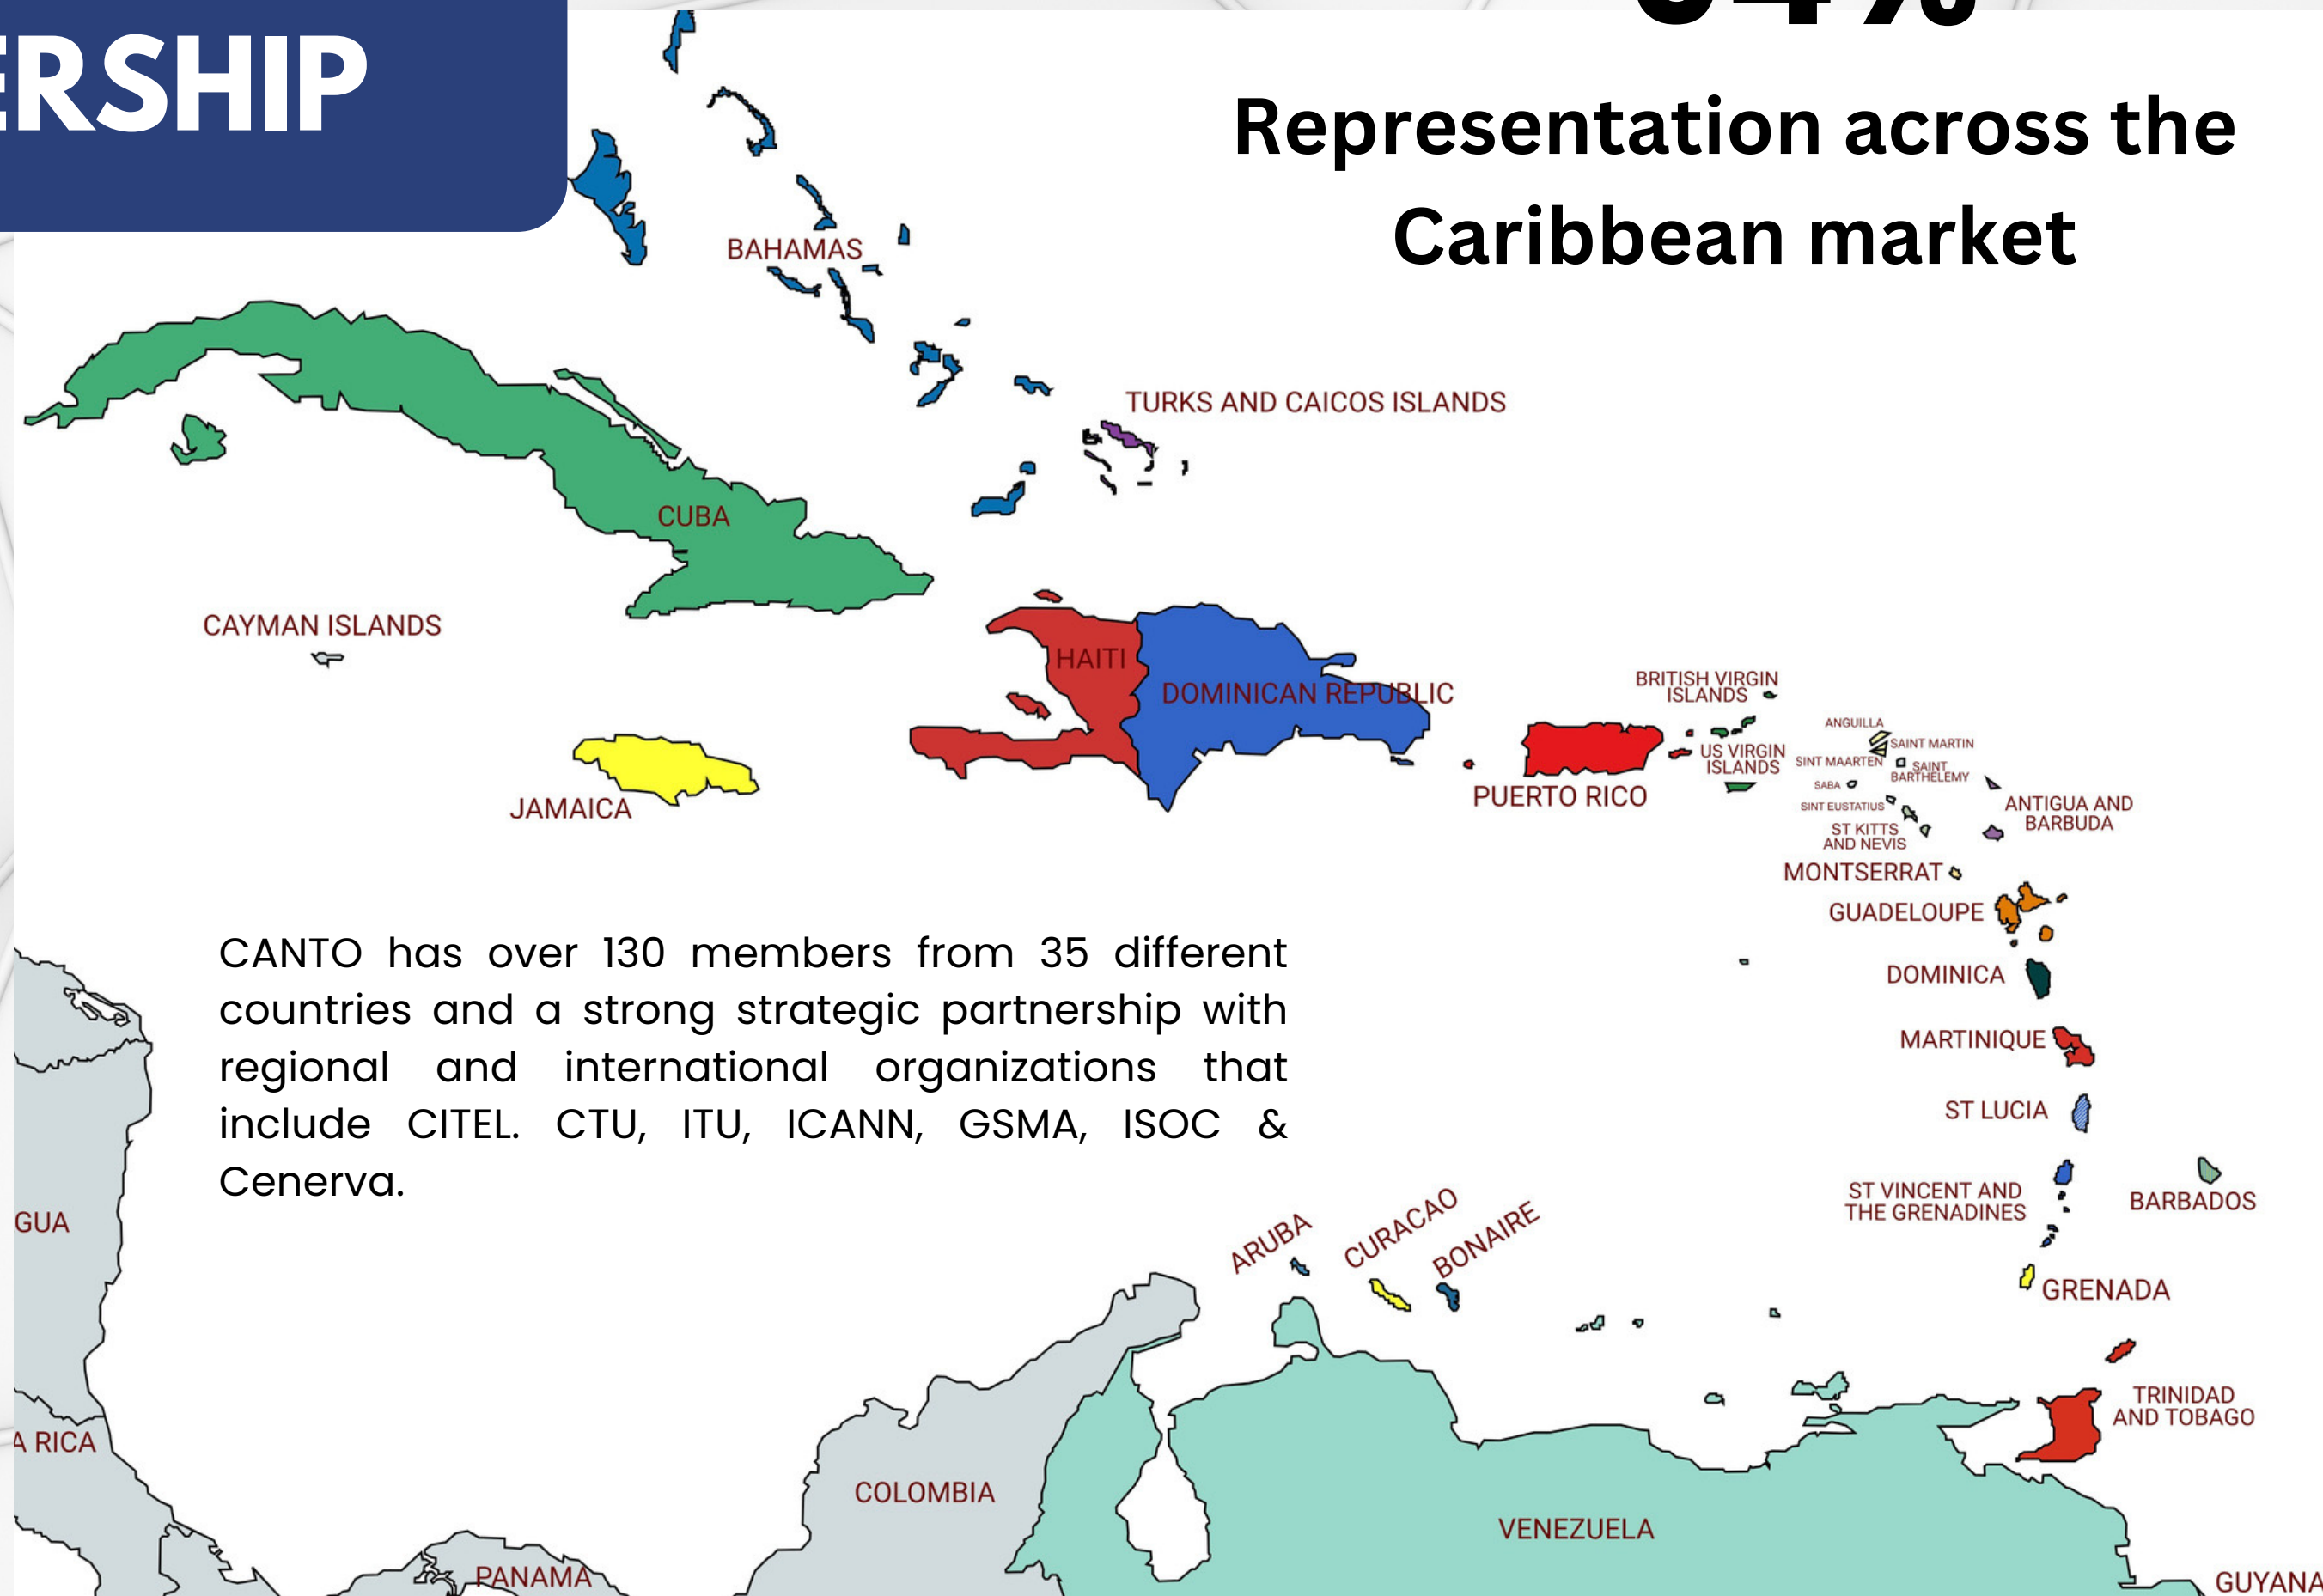 ERSHIP
Representation across the
Caribbean market
BAHAMAS
TURKS AND CAICOS ISLANDS
CUBA
CAYMAN ISLANDS
HAITI
DOMINICAN REPUBLIC
JAMAICA
PUERTO RICO
BRITISH VIRGIN
ISLANDS
US VIRGIN
ISLANDS
ANGUILLA
SAINT MARTIN
SINT MAARTEN
SAINT
BARTHELEMY
SABA
SINT EUSTATIUS
ST KITTS
AND NEVIS
ANTIGUA AND
BARBUDA
MONTSERRAT
GUADELOUPE
DOMINICA
MARTINIQUE
ST LUCIA
ST VINCENT AND
THE GRENADINES
BARBADOS
GRENADA
TRINIDAD
AND TOBAGO
CANTO has over 130 members from 35 different
countries and a strong strategic partnership with
regional and international organizations that
include CITEL. CTU, ITU, ICANN, GSMA, ISOC &
Cenerva.
ARUBA
CURACAO
BONAIRE
GUA
A RICA
PANAMA
COLOMBIA
VENEZUELA
GUYANA